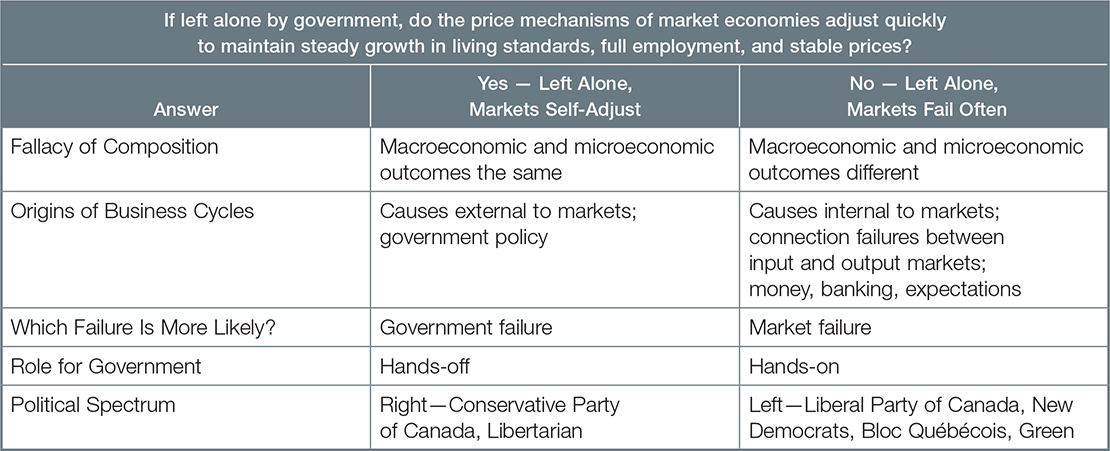 If left alone by government, do the price mechanisms of market economies adjust quickly
to maintain steady growth in living standards, full employment, and stable prices?
Answer
Yes — Left Alone,
Markets Self-Adjust
No — Left Alone,
Markets Fail Often
Fallacy of Composition
Macroeconomic and microeconomic
outcomes the same
Macroeconomic and microeconomic
outcomes different
Origins of Business Cycles
Causes external to markets;
government policy
Causes internal to markets;
connection failures between
input and output markets;
money, banking, expectations
Which Failure Is More Likely?
Government failure
Market failure
Role for Government
Hands-off
Hands-on
Political Spectrum
Right—Conservative Party
of Canada, Libertarian
Left—Liberal Party of Canada, New
Democrats, Bloc Québécois, Green